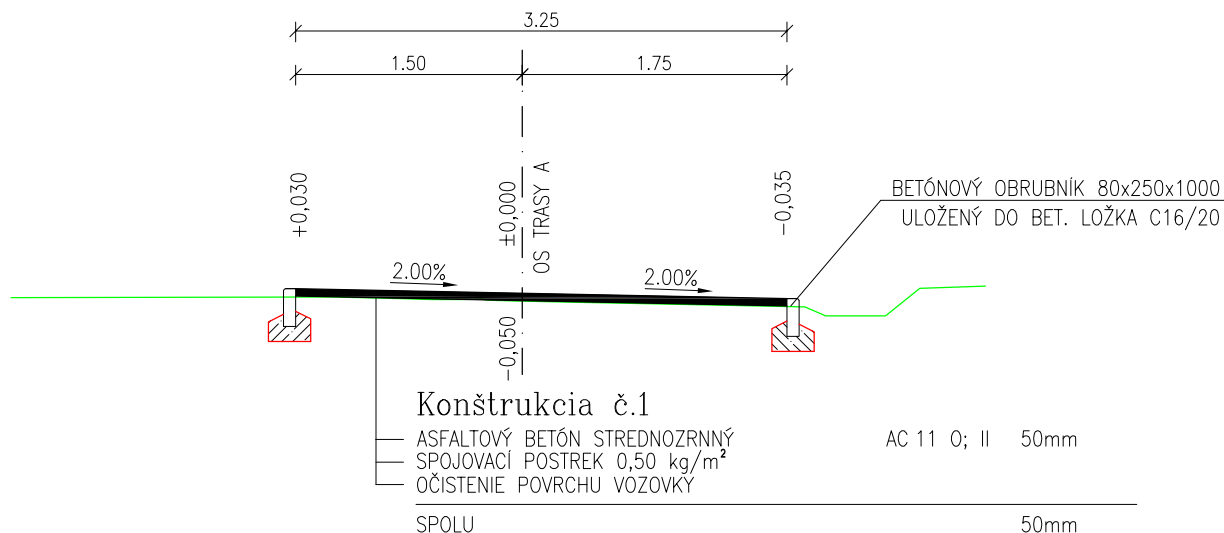 3.25
1.50
1.75
+0,030
±0,000
OS TRASY A
-0,035
BETÓNOVÝ OBRUBNÍK 80x250x1000
ULOŽENÝ DO BET. LOŽKA C16/20
2.00%
2.00%
-0,050
Konštrukcia č.1
ASFALTOVÝ BETÓN STREDNOZRNNÝ AC 11 O; II 50mm
SPOJOVACÍ POSTREK 0,50 kg/m²
OČISTENIE POVRCHU VOZOVKY
SPOLU 50mm